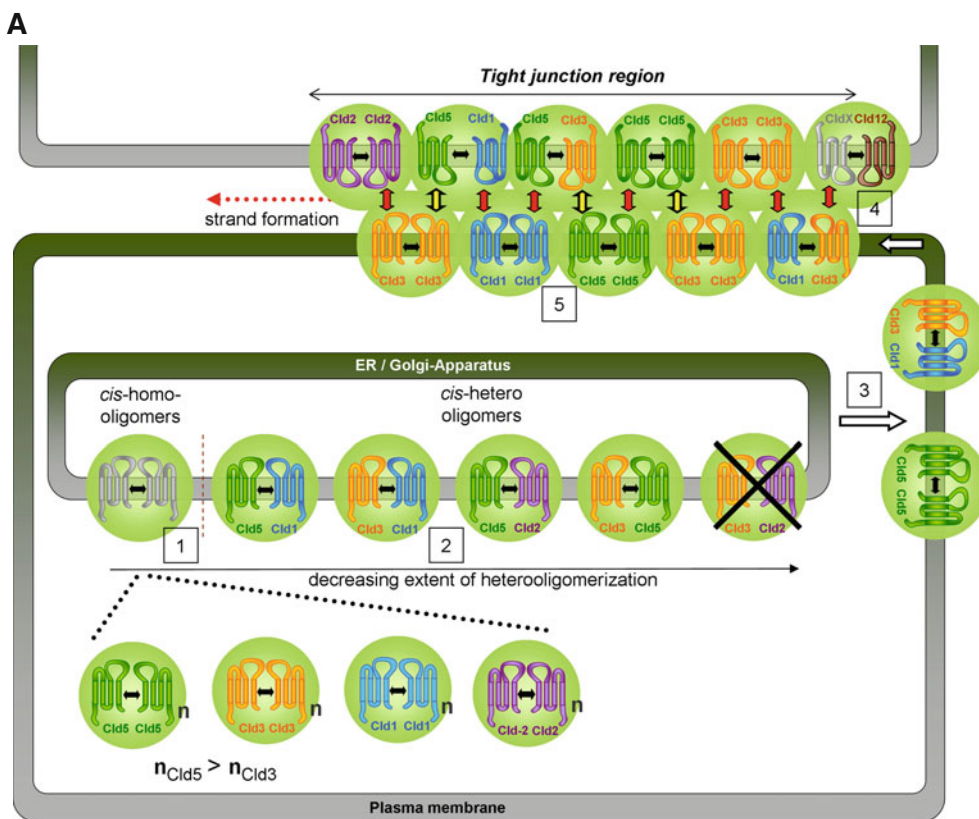 A
Tight junction region
Cld2 Cld2 Cld5 Cld1 Cld5 Cld3 Cld5 Cld5 Cld3 Cld3 CldX Cld12
strand formation
4
Cld3 Cld3 Cld1 Cld1 Cld5 Cld5 Cld3 Cld3 Cld1 Cld3
5
Cld3 Cld1
ER / Golgi-Apparatus
cis-homo-
oligomers
cis-hetero
oligomers
3
Cld5 Cld5
Cld5 Cld1 Cld3 Cld1 Cld5 Cld2 Cld3 Cld5 Cld3 Cld2
1
2
decreasing extent of heterooligomerization
n n n n
Cld5 Cld5 Cld3 Cld3 Cld1 Cld1 Cld-2 Cld2
nCld5 > nCld3
Plasma membrane